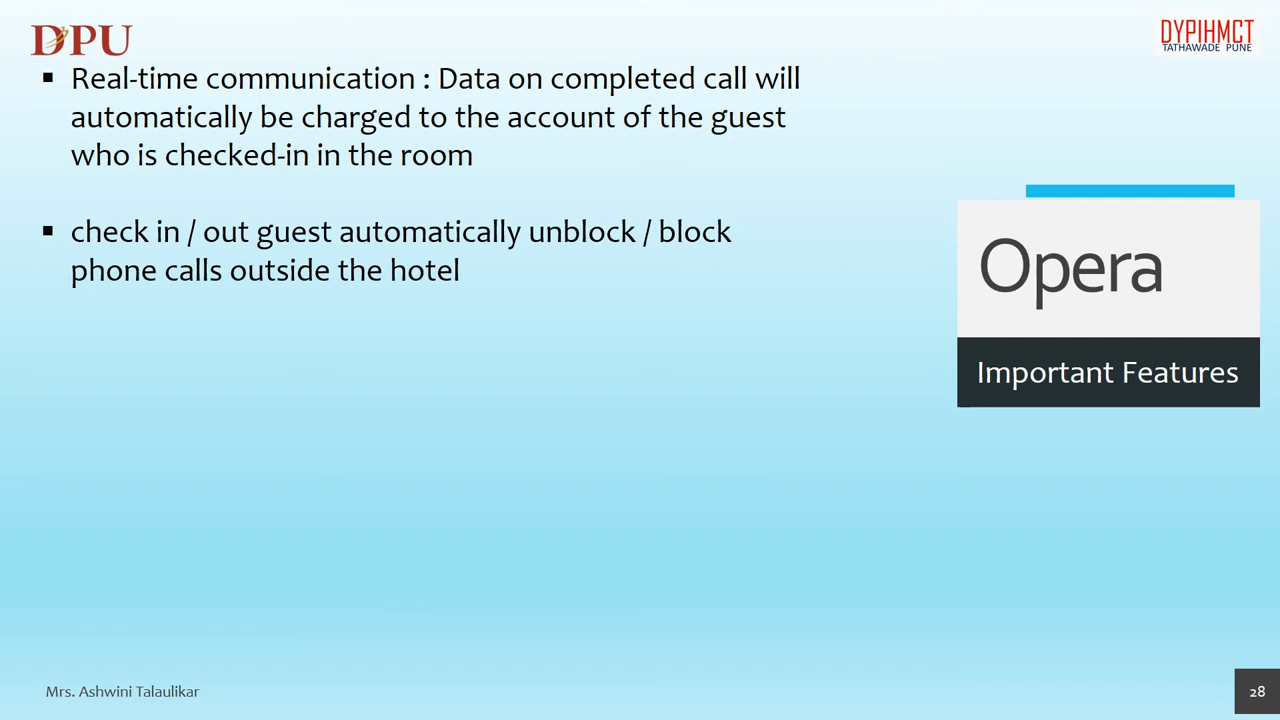 DPU
DYPIHMCT
TATHAWADE PUNE
▪ Real-time communication : Data on completed call will
automatically be charged to the account of the guest
who is checked-in in the room
▪ check in / out guest automatically unblock / block
phone calls outside the hotel
Opera
Important Features
Mrs. Ashwini Talaulikar
28